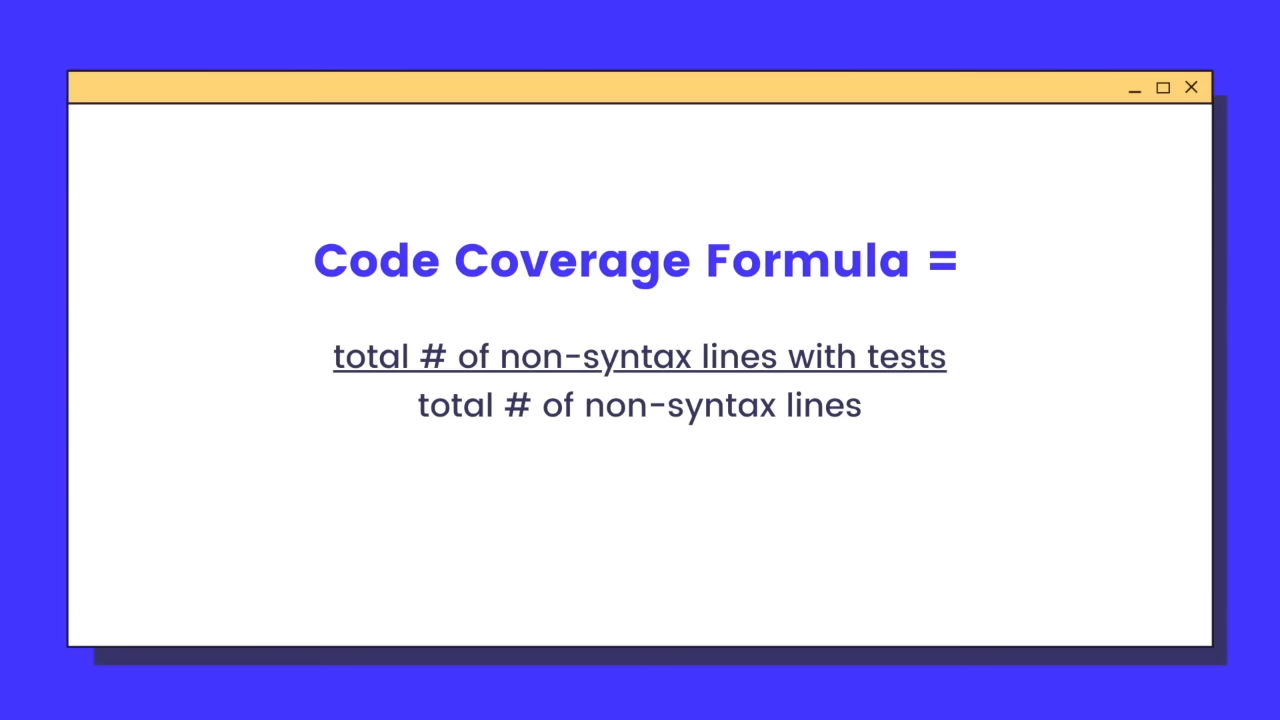 Code Coverage Formula =
total # of non-syntax lines with tests
total # of non-syntax lines